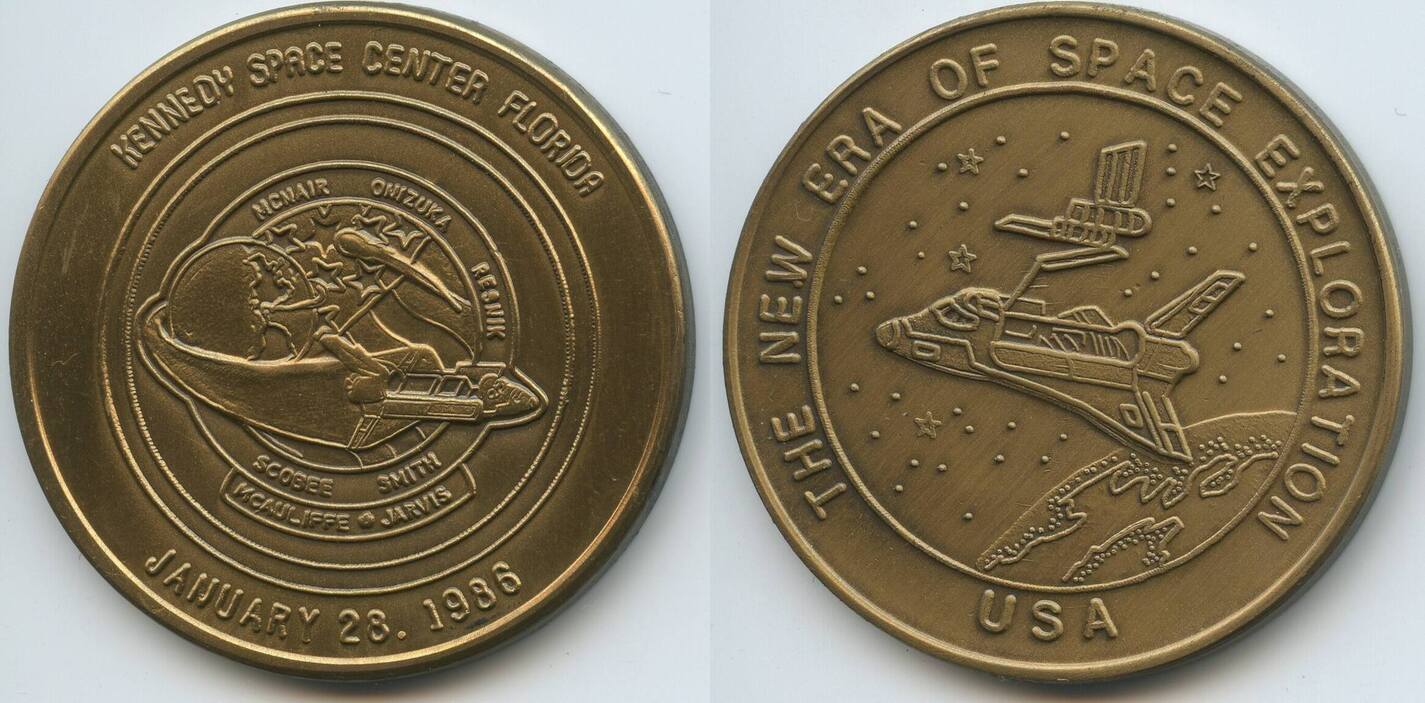 KENNEDY SPACE CENTER FLORIDA
MCNAIR ONIZUKA RESNIK
SCOBEE SMITH
MCAULIFFE JARVIS
JANUARY 28. 1986
THE NEW ERA OF SPACE EXPLORATION
USA